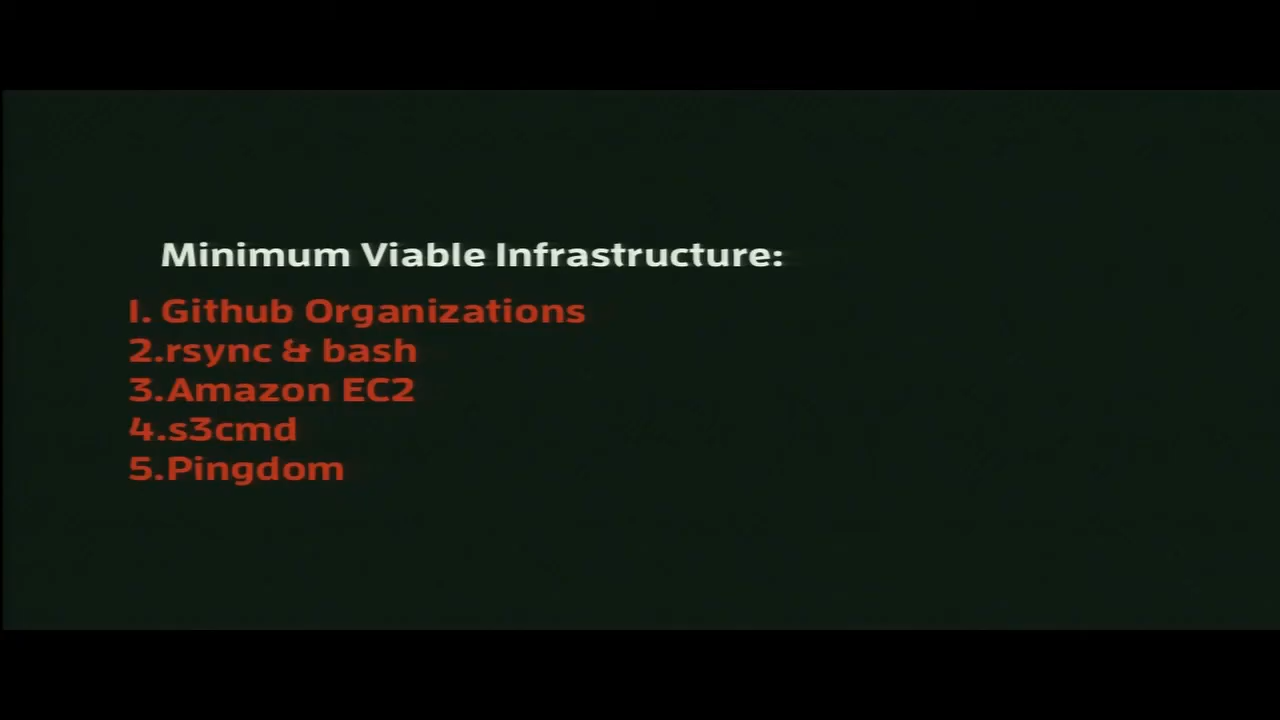 Minimum Viable Infrastructure:
1. Github Organizations
2.rsync & bash
3.Amazon EC2
4.s3cmd
5.Pingdom